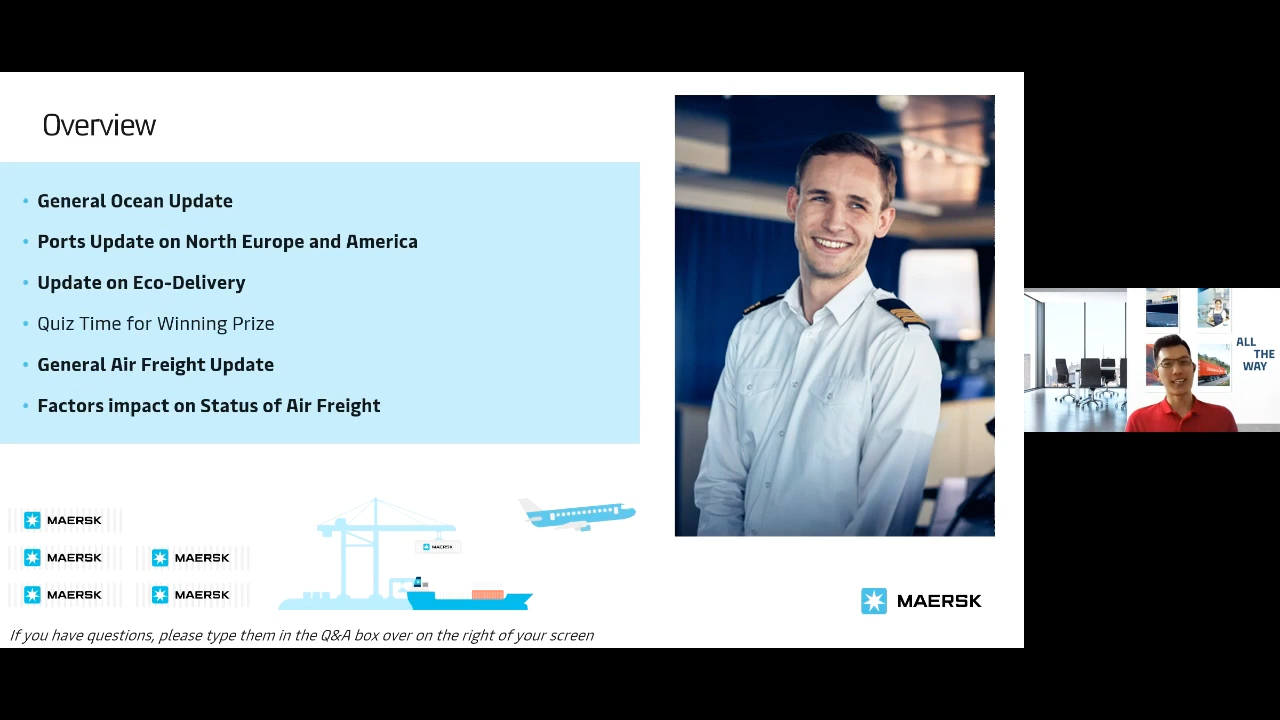 Overview
General Ocean Update
Ports Update on North Europe and America
Update on Eco-Delivery
Quiz Time for Winning Prize
General Air Freight Update
Factors impact on Status of Air Freight
MAERSK
MAERSK
MAERSK
MAERSK
MAERSK
MAERSK
MAERSK
If you have questions, please type them in the Q&A box over on the right of your screen
ALL
THE
WAY